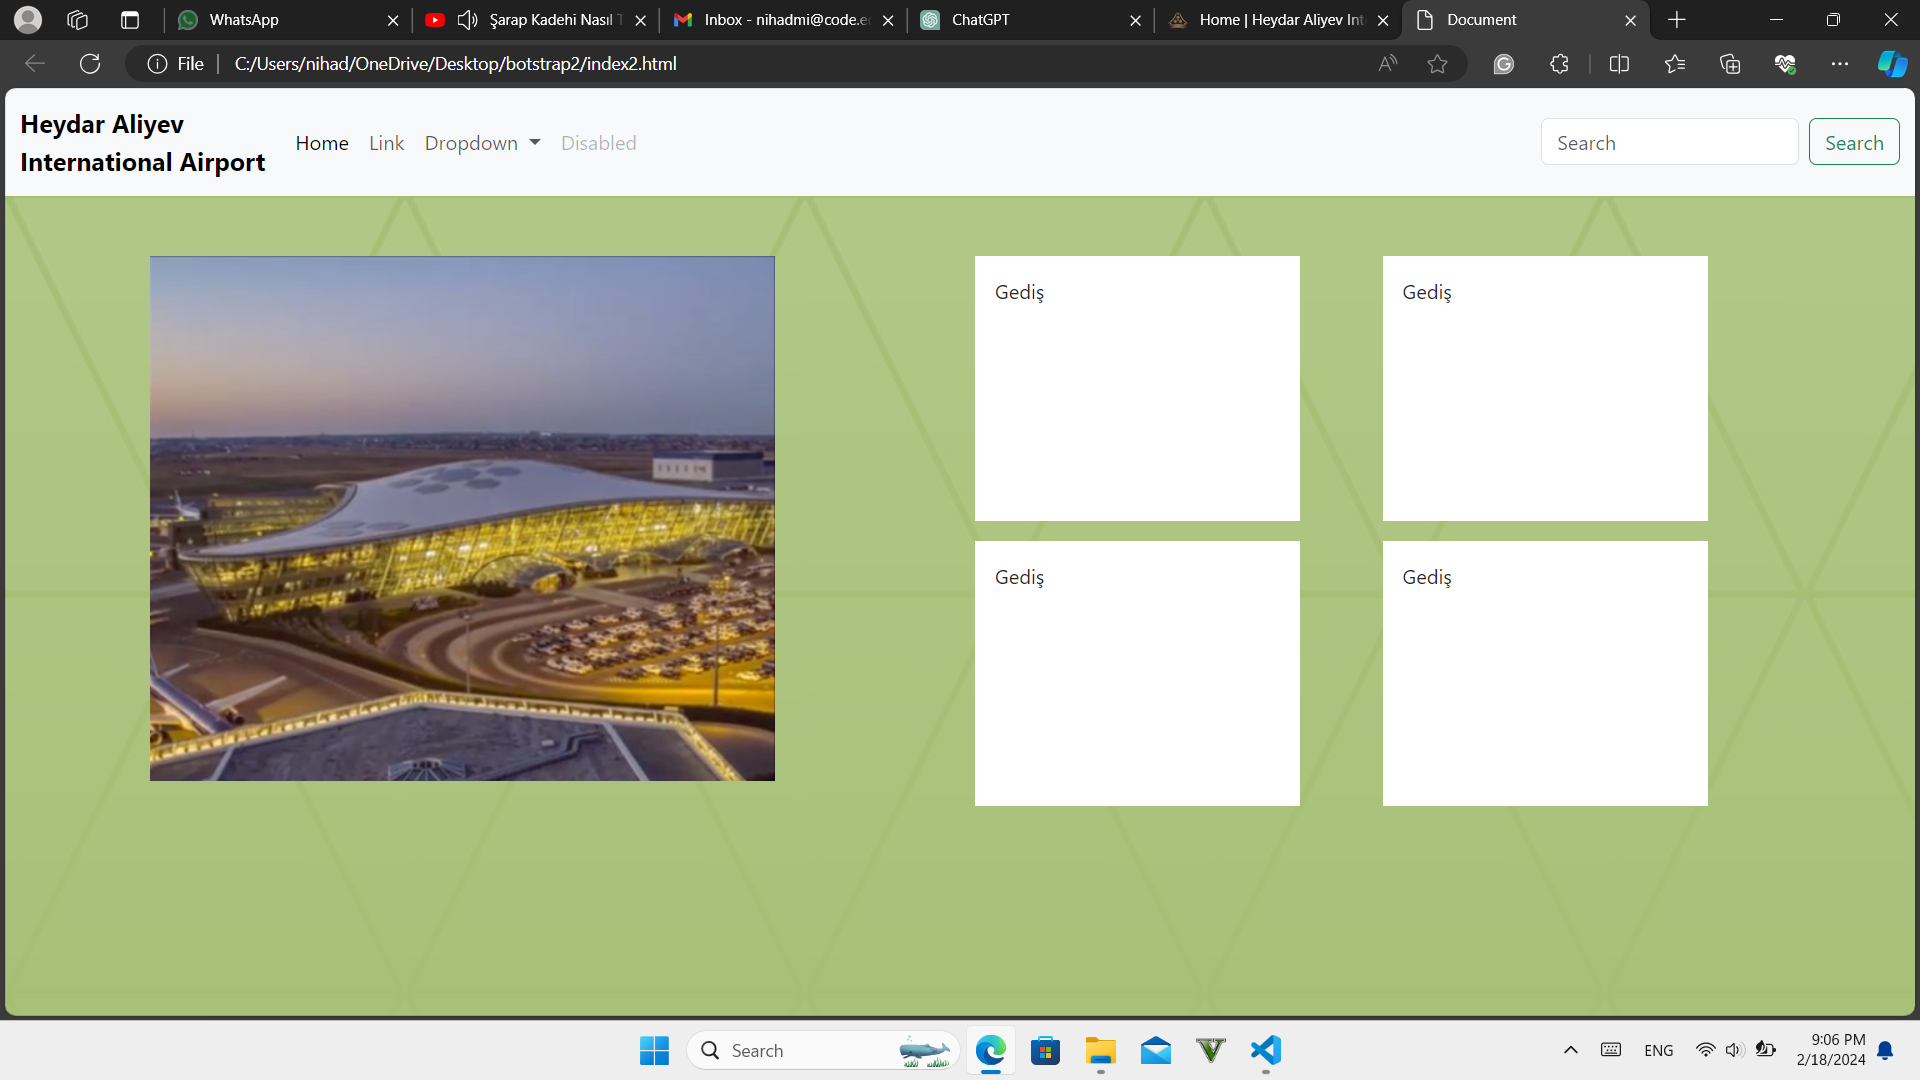 WhatsApp
Şarap Kadehi Nasıl T
Inbox - nihadmi@code.e
ChatGPT
Home | Heydar Aliyev Int
Document
File
C:/Users/nihad/OneDrive/Desktop/botstrap2/index2.html
Heydar Aliyev
International Airport
Home
Link
Dropdown
Disabled
Search
Search
Gediş
Gediş
Gediş
Gediş
Search
ENG
9:06 PM
2/18/2024